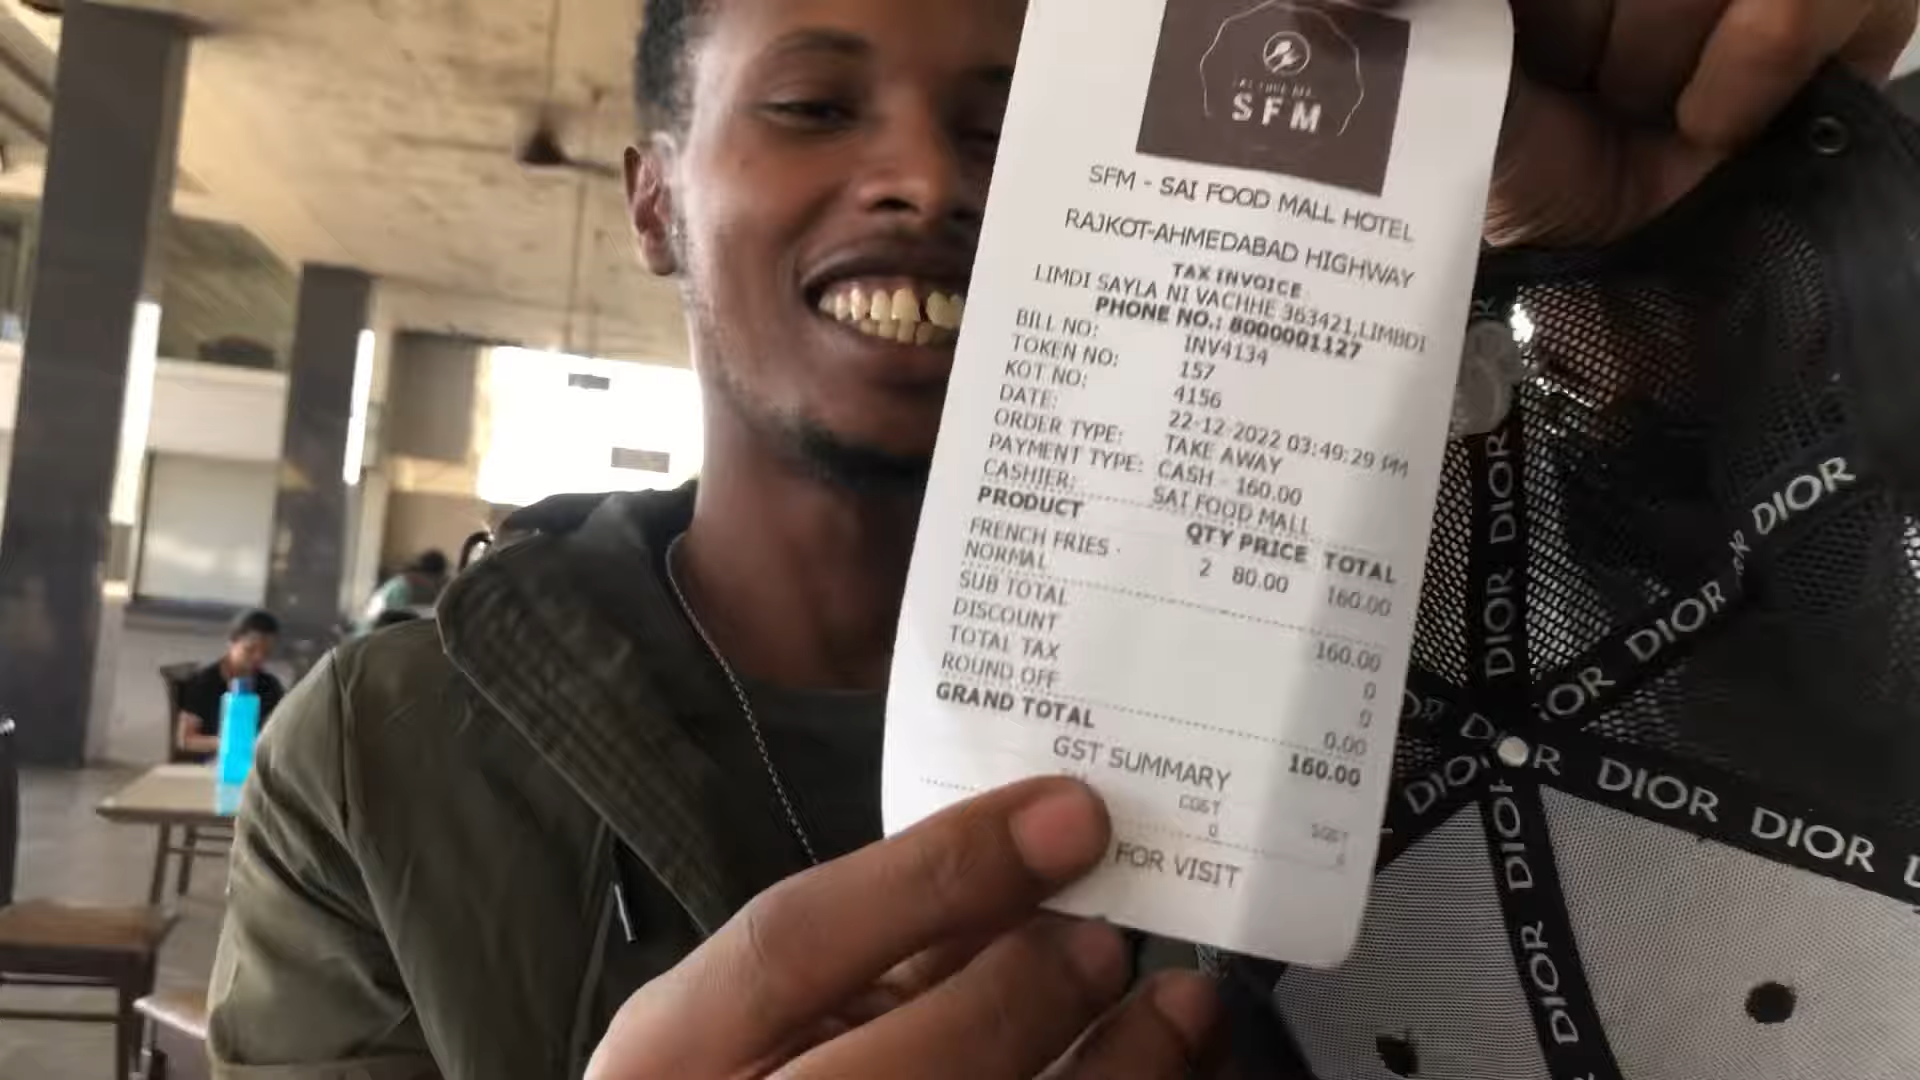 SFM
SFM - SAI FOOD MALL HOTEL
RAJKOT-AHMEDABAD HIGHWAY
TAX INVOICE
LIMDI SAYLA NI VACHHE 363421,LIMBDI
PHONE NO.: 8000001127
BILL NO: INV4134
TOKEN NO: 157
KOT NO: 4156
DATE: 22-12-2022 03:49:29 PM
ORDER TYPE: TAKE AWAY
PAYMENT TYPE: CASH - 160.00
CASHIER: SAI FOOD MALL
PRODUCT QTY PRICE TOTAL
FRENCH FRIES - 2 80.00 160.00
NORMAL
SUB TOTAL 160.00
DISCOUNT 0
TOTAL TAX 0
ROUND OFF 0.00
GRAND TOTAL 160.00
GST SUMMARY
CGST SGST
0
FOR VISIT
DIOR DIOR
DIOR DIOR
DIOR DIOR
DIOR DIOR
DIOR